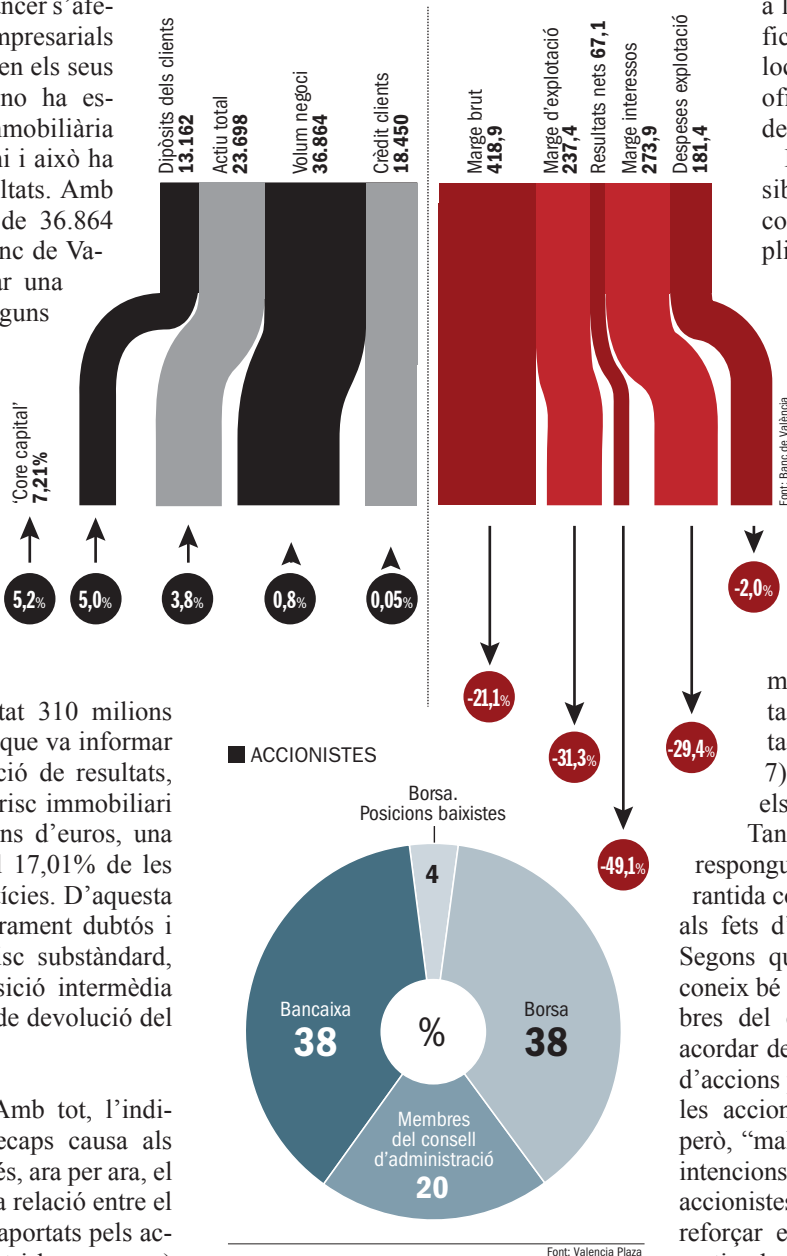 ancer s’afe-
mpresarials
en els seus
no ha es-
nmobiliària
ni i això ha
ultats. Amb
de 36.864
nc de Va-
ar una
guns
‘Core capital’
7,21%
Dipòsits dels clients
13.162
Actiu total
23.698
Volum negoci
36.864
Crèdit clients
18.450
Marge brut
418,9
Marge d’explotació
237,4
Resultats nets 67,1
Marge interessos
273,9
Despeses explotació
181,4
Font: Banc de València
5,2%
5,0%
3,8%
0,8%
0,05%
-21,1%
-31,3%
-49,1%
-29,4%
-2,0%
a l
fic
loc
ofi
de
sib
co
pli
tat 310 milions
que va informar
ció de resultats,
risc immobiliari
ns d’euros, una
l 17,01% de les
tícies. D’aquesta
rament dubtós i
isc substàndard,
sició intermèdia
de devolució del
Amb tot, l’indi-
ecaps causa als
és, ara per ara, el
a relació entre el
aportats pels ac-
ACCIONISTES
Borsa.
Posicions baixistes
4
Bancaixa
38
%
Borsa
38
Membres
del consell
d’administració
20
Font: Valencia Plaza
m
ta
ta
7)
els
Tan
respongu
rantida co
als fets d’
Segons qu
coneix bé
bres del
acordar de
d’accions
les accion
però, “mal
intencions
accionistes
reforçar e